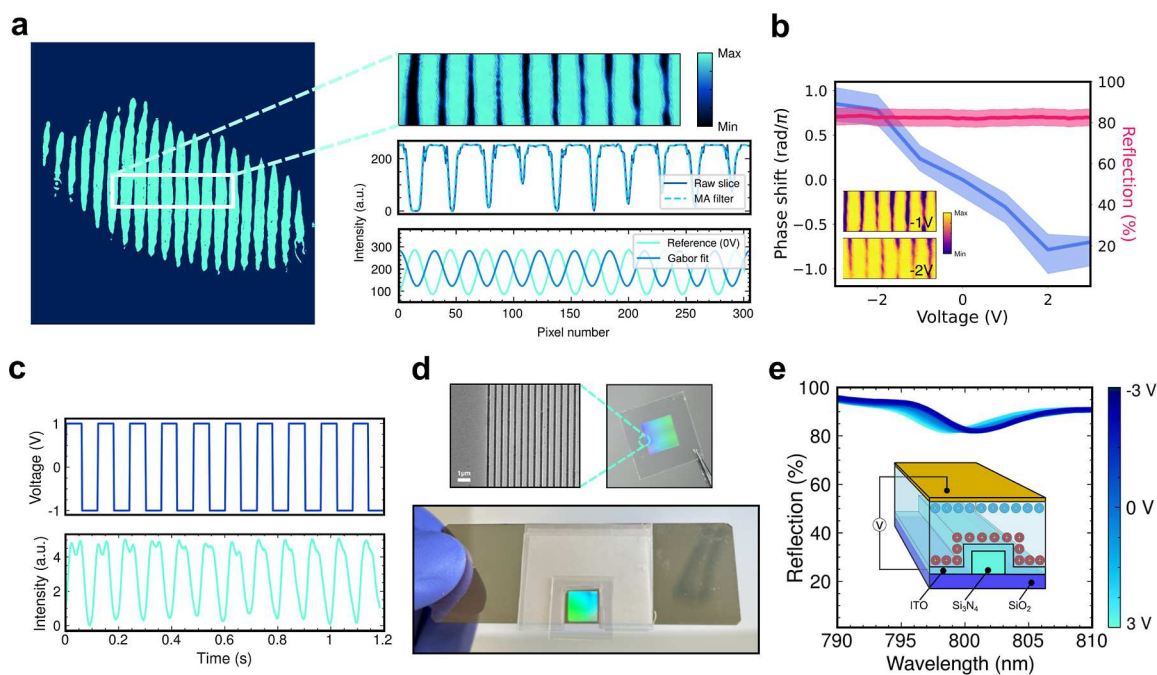 a
Max
Min
200
0
Raw slice
MA filter
Intensity (a.u.)
300
200
100
Reference (0V)
Gabor fit
0
50
100
150
200
250
300
Pixel number
b
1.0
0.5
0.0
−0.5
−1.0
Phase shift (rad/π)
100
80
60
40
20
Reflection (%)
-1V
-2V
Max
Min
−2
0
2
Voltage (V)
c
1
0
-1
Voltage (V)
4
2
0
Intensity (a.u.)
0
0.2
0.4
0.6
0.8
1.0
1.2
Time (s)
d
1μm
e
100
80
60
40
20
Reflection (%)
V
ITO
Si3N4
SiO2
790
795
800
805
810
Wavelength (nm)
-3 V
0 V
3 V